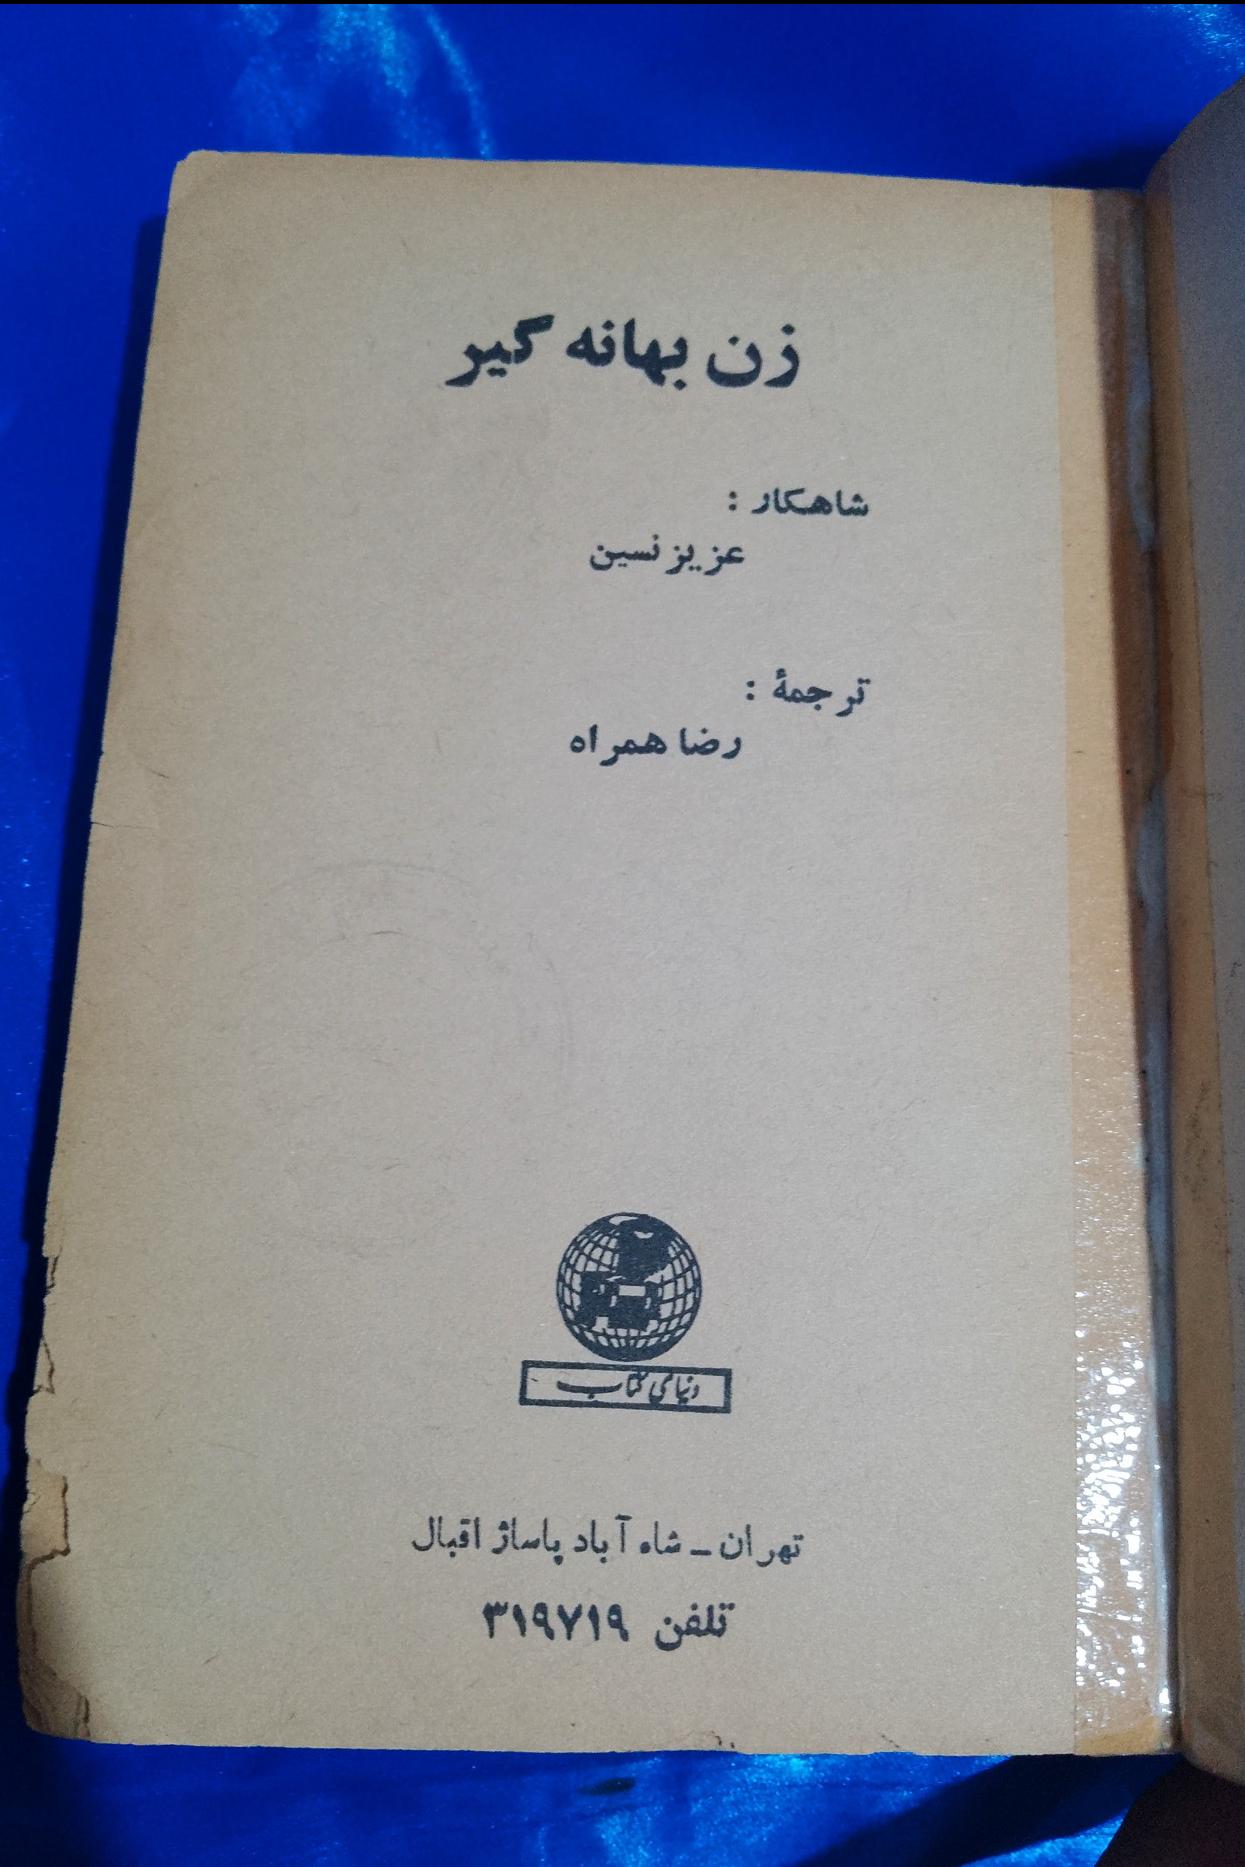 زن بهانه گیر
شاهکار :
عزیز نسین
ترجمهٔ :
رضا همراه
دنیای کتاب
تهران ـ شاه آباد پاساژ اقبال
تلفن ۳۱۹۷۱۹